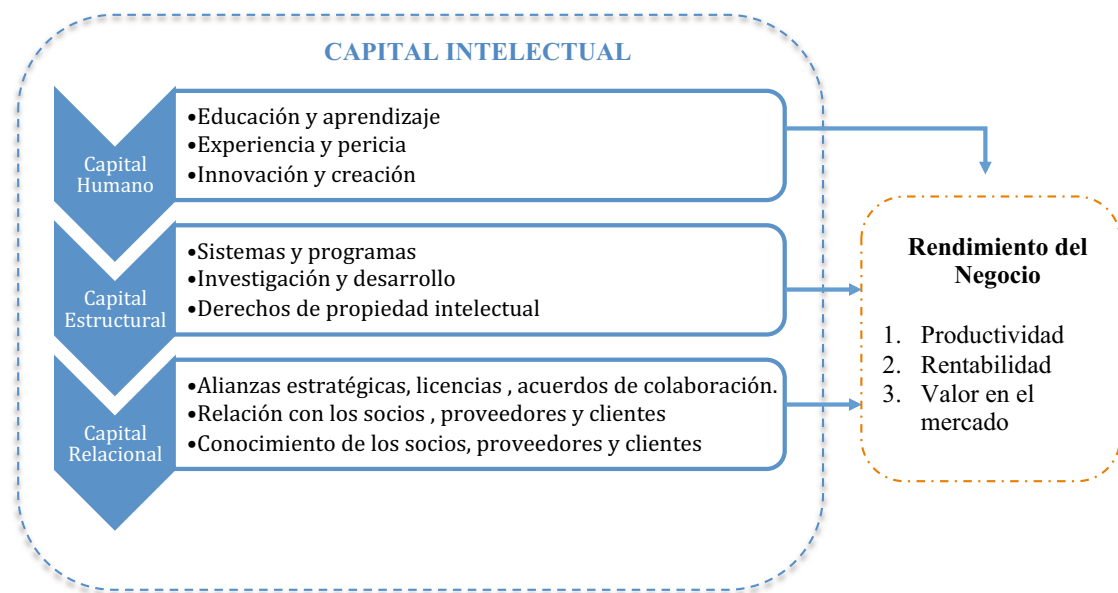 CAPITAL INTELECTUAL
Capital
Humano
•Educación y aprendizaje
•Experiencia y pericia
•Innovación y creación
Capital
Estructural
•Sistemas y programas
•Investigación y desarrollo
•Derechos de propiedad intelectual
Capital
Relacional
•Alianzas estratégicas, licencias , acuerdos de colaboración.
•Relación con los socios , proveedores y clientes
•Conocimiento de los socios, proveedores y clientes
Rendimiento del
Negocio
1. Productividad
2. Rentabilidad
3. Valor en el
mercado